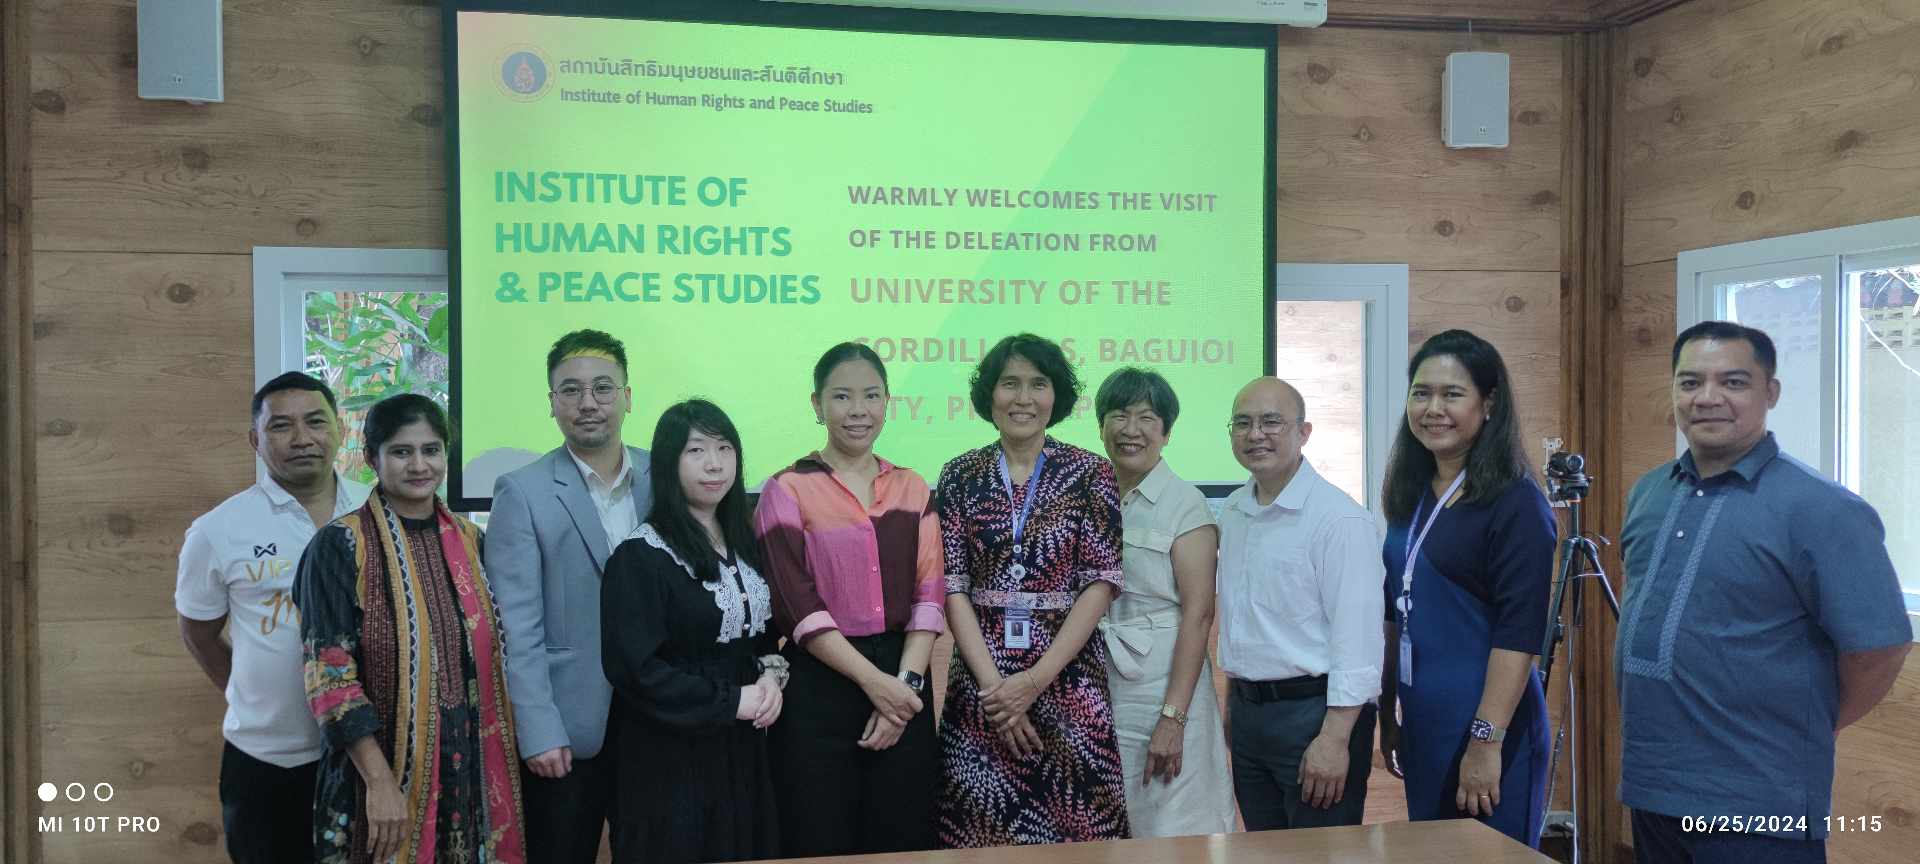 สถาบันสิทธิมนุษยชนและสันติศึกษา
Institute of Human Rights and Peace Studies
INSTITUTE OF
HUMAN RIGHTS
& PEACE STUDIES
WARMLY WELCOMES THE VISIT
OF THE DELEATION FROM
UNIVERSITY OF THE
BAGUIOI
VIP
MI 10T PRO
06/25/2024 11:15